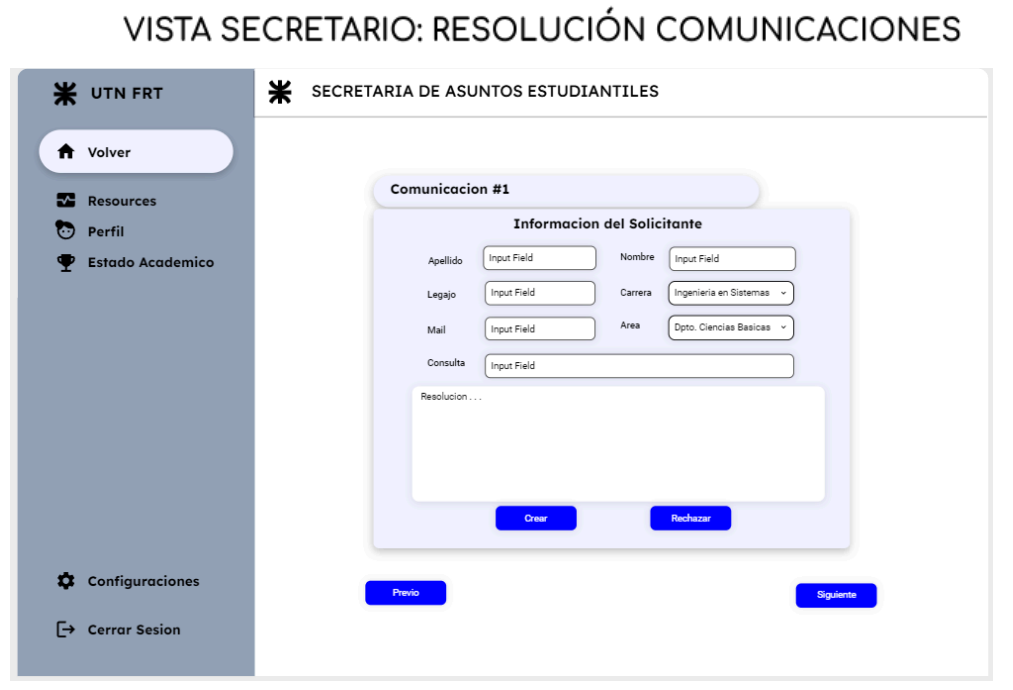 VISTA SECRETARIO: RESOLUCIÓN COMUNICACIONES
UTN FRT
SECRETARIA DE ASUNTOS ESTUDIANTILES
Volver
Resources
Perfil
Estado Academico
Configuraciones
Cerrar Sesion
Comunicacion #1
Informacion del Solicitante
Apellido Input Field Nombre Input Field
Legajo Input Field Carrera Ingenieria en Sistemas
Mail Input Field Area Dpto. Ciencias Basicas
Consulta Input Field
Resolucion . . .
Crear Rechazar
Previo Siguiente